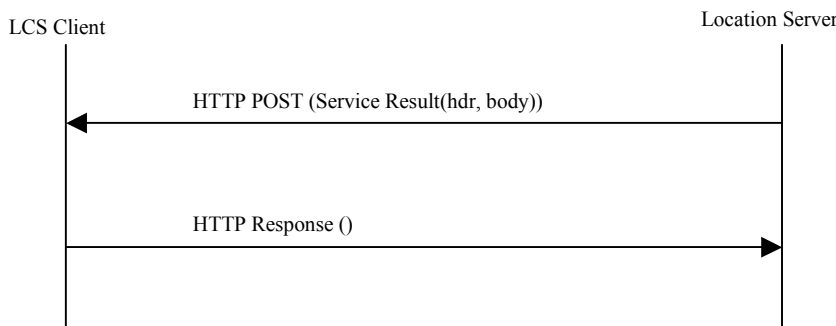 LCS Client
Location Server
HTTP POST (Service Result(hdr, body))
HTTP Response ()